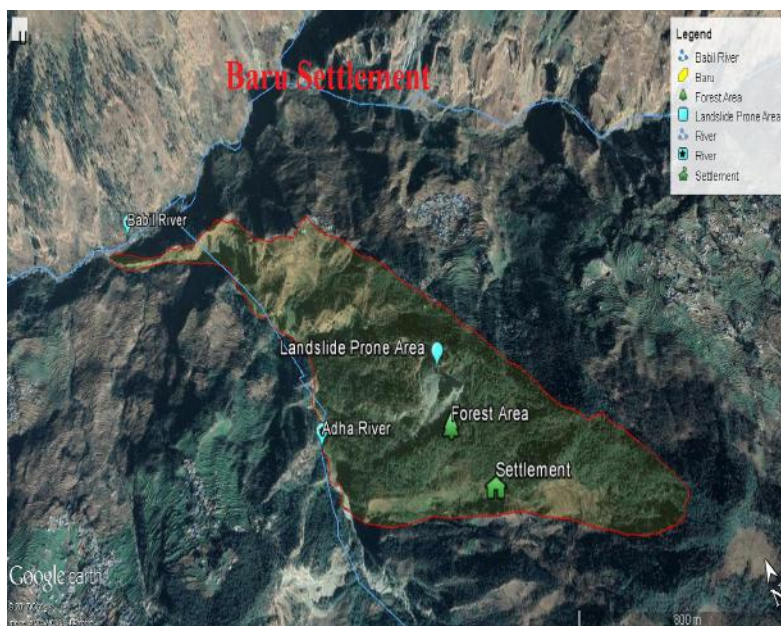 Baru Settlement
Legend
Babil River
Baru
Forest Area
Landslide Prone Area
River
River
Settlement
Babil River
Landslide Prone Area
Forest Area
Adha River
Settlement
Google earth
800 m
N